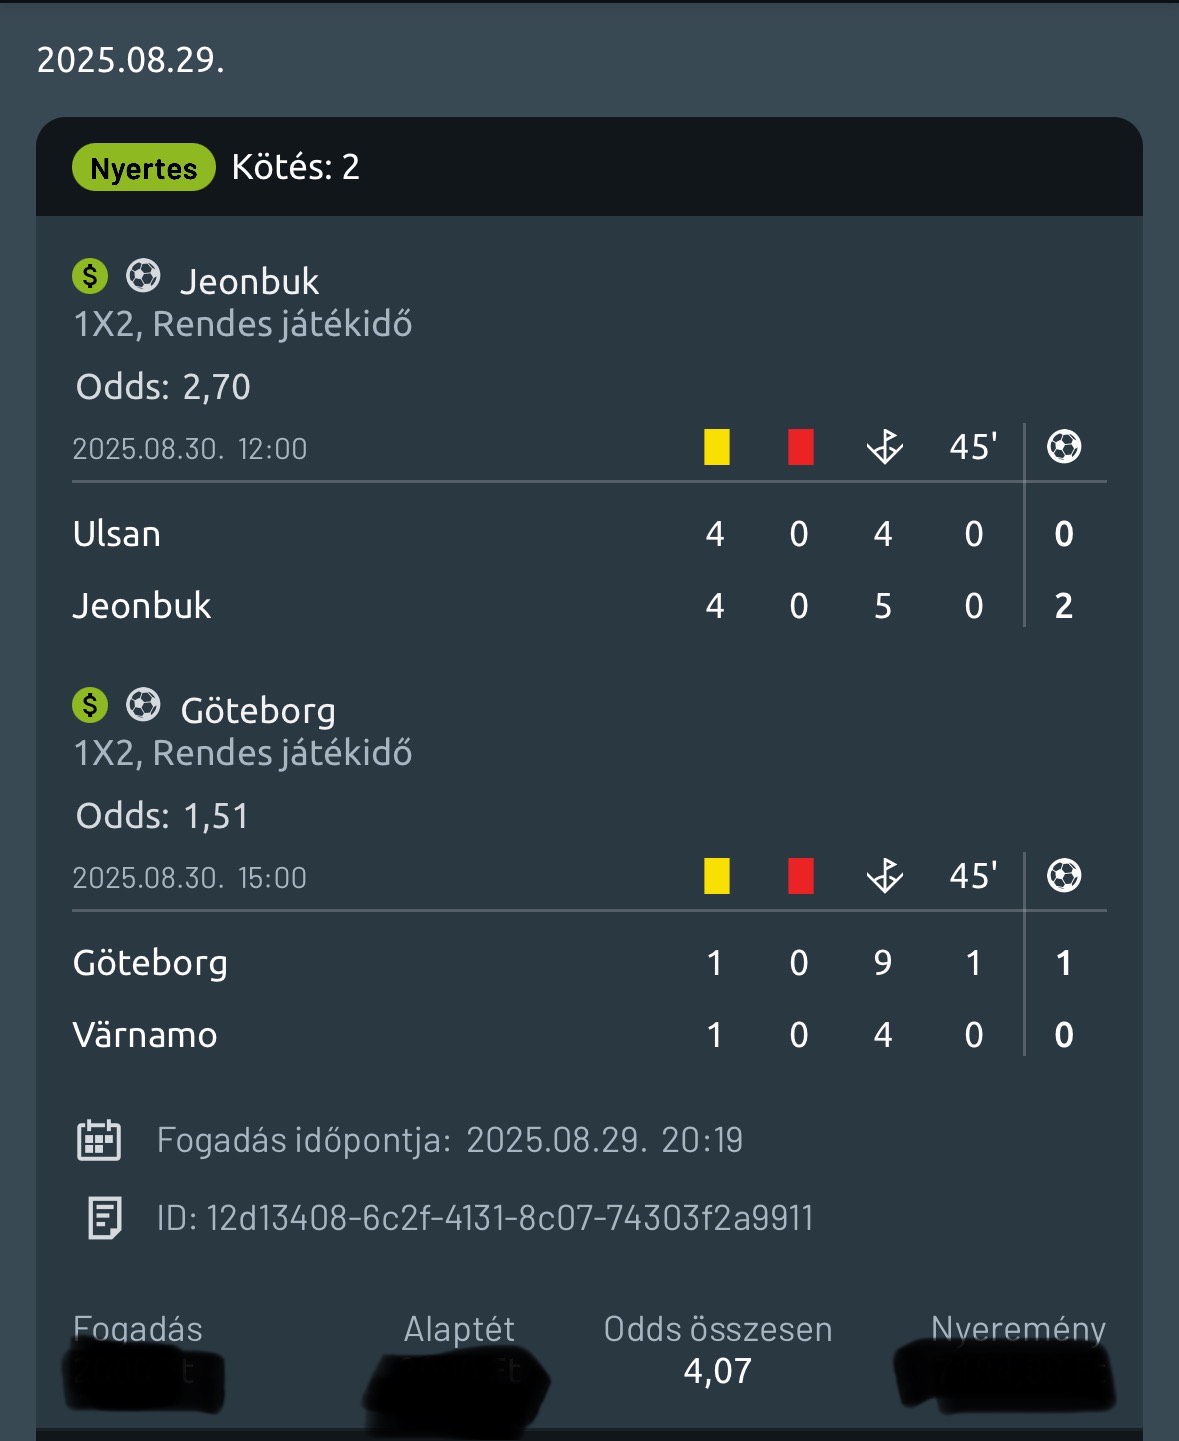 2025.08.29.
Nyertes Kötés: 2
$ Jeonbuk
1X2, Rendes játékidő
Odds: 2,70
2025.08.30. 12:00 45'
Ulsan 4 0 4 0 0
Jeonbuk 4 0 5 0 2
$ Göteborg
1X2, Rendes játékidő
Odds: 1,51
2025.08.30. 15:00 45'
Göteborg 1 0 9 1 1
Värnamo 1 0 4 0 0
Fogadás időpontja: 2025.08.29. 20:19
ID: 12d13408-6c2f-4131-8c07-74303f2a9911
Fogadás Alaptét Odds összesen Nyeremény
4,07